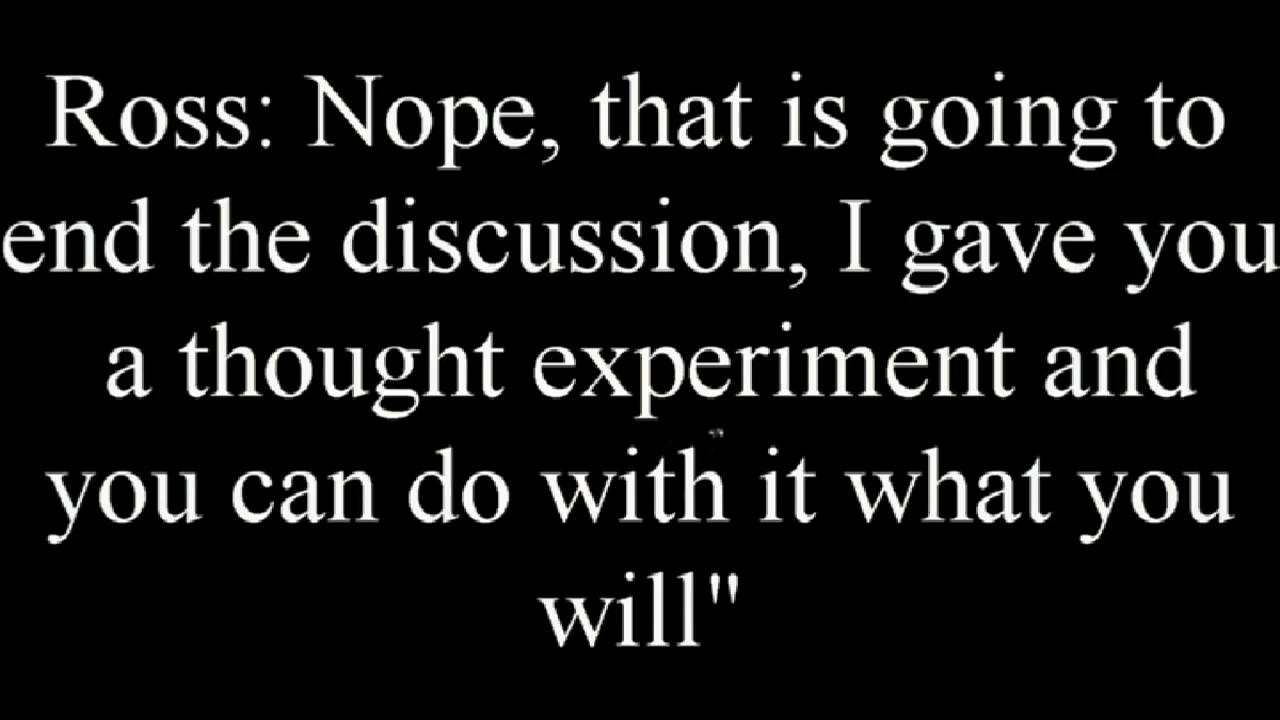 Ross: Nope, that is going to
end the discussion, I gave you
a thought experiment and
you can do with it what you
will"